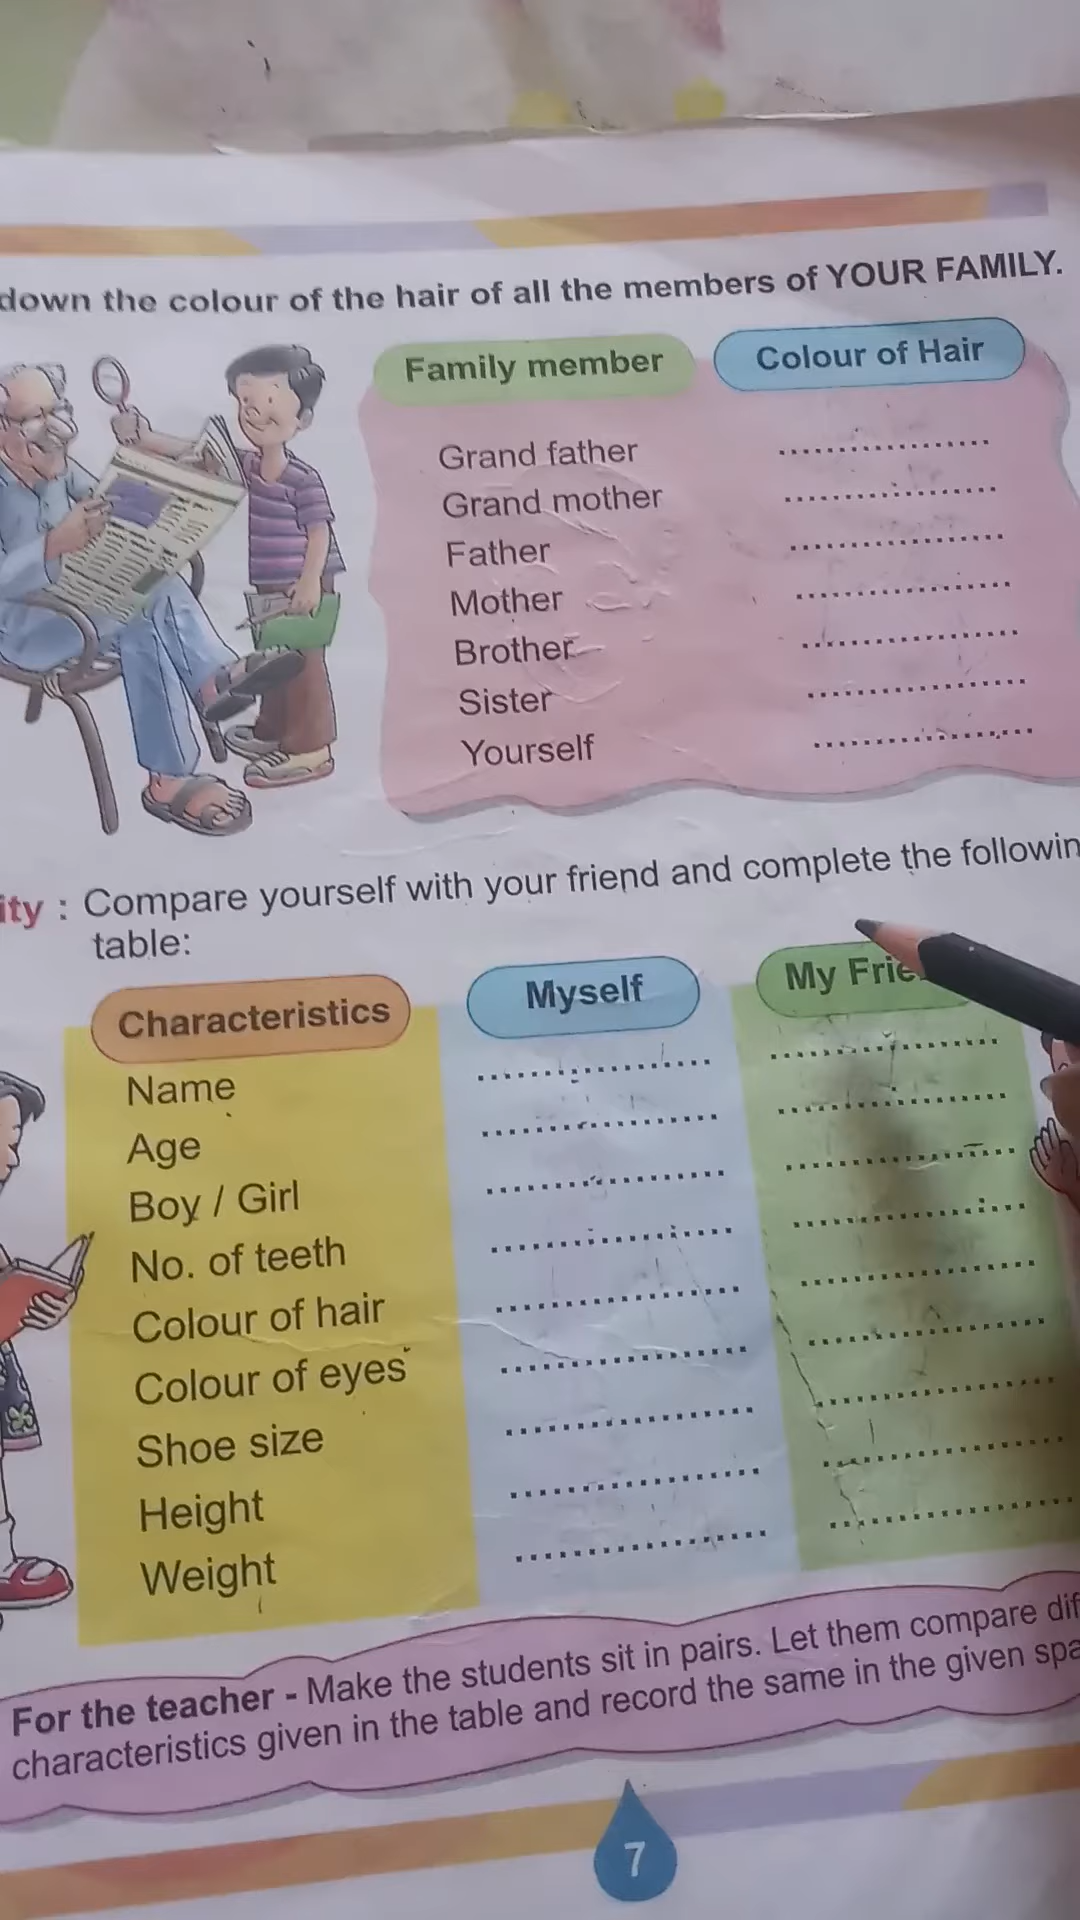 down the colour of the hair of all the members of YOUR FAMILY.
Family member Colour of Hair
Grand father ..................
Grand mother ..................
Father ..................
Mother ..................
Brother ..................
Sister ..................
Yourself ..................
ity : Compare yourself with your friend and complete the followin
table:
Characteristics Myself My Frie
Name .................. ..................
Age .................. ..................
Boy / Girl .................. ..................
No. of teeth .................. ..................
Colour of hair .................. ..................
Colour of eyes .................. ..................
Shoe size .................. ..................
Height .................. ..................
Weight .................. ..................
For the teacher - Make the students sit in pairs. Let them compare dif
characteristics given in the table and record the same in the given spa
7